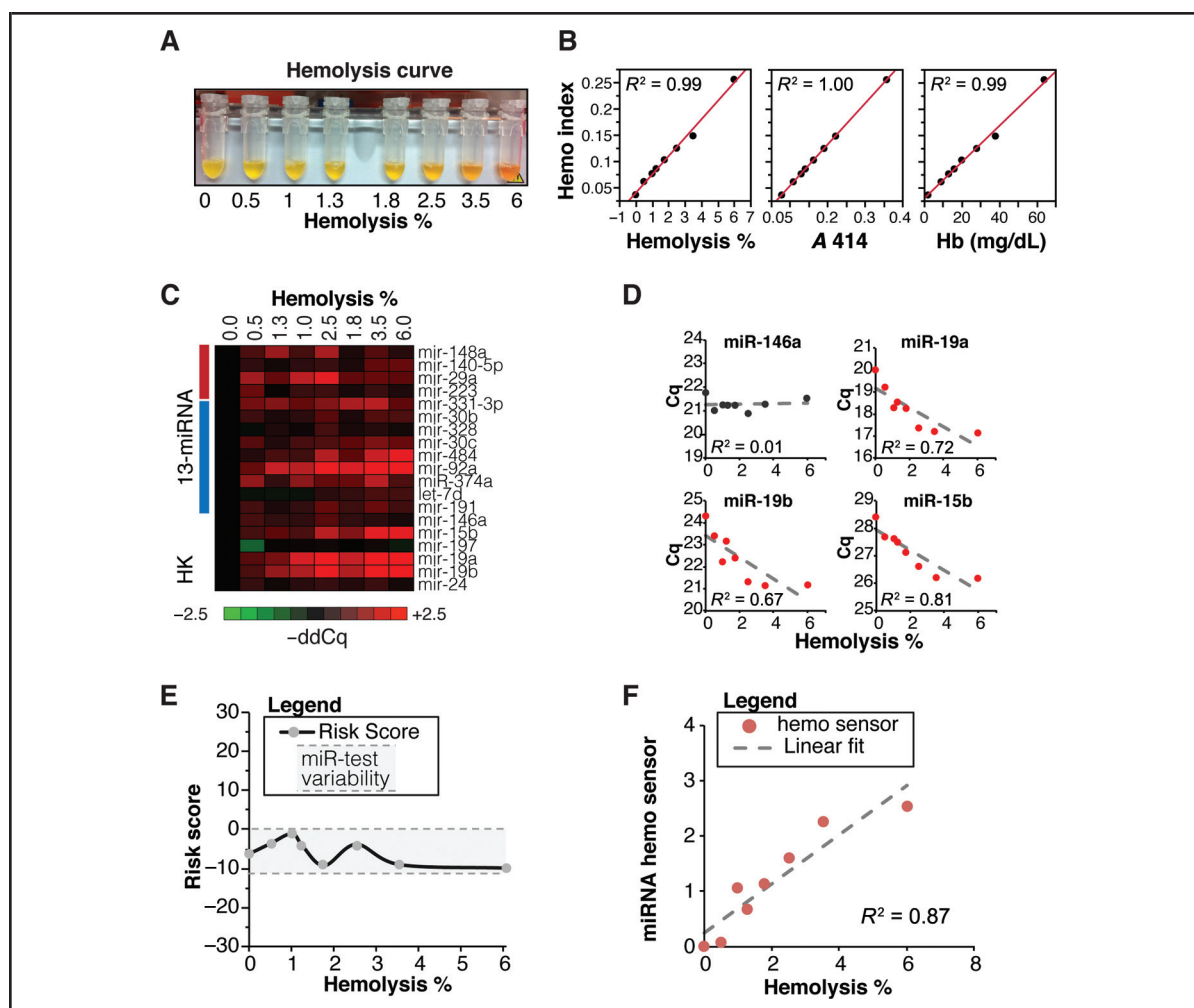 A
Hemolysis curve
0 0.5 1 1.3 1.8 2.5 3.5 6
Hemolysis %
B
Hemo index
0.25
0.15
0.1
0.05
R² = 0.99
–1 0 1 2 3 4 5 6 7
Hemolysis %
R² = 1.00
0.05 0.2 0.3 0.4
A 414
R² = 0.99
0 20 40 60
Hb (mg/dL)
C
Hemolysis %
0.0 0.5 1.3 1.0 2.5 1.8 3.5 6.0
13-miRNA
HK
mir-148a
mir-140-5p
mir-29a
mir-223
mir-331-3p
mir-30b
mir-328
mir-30c
mir-484
mir-92a
miR-374a
let-7d
mir-191
mir-146a
mir-15b
mir-197
mir-19a
mir-19b
mir-24
–2.5 +2.5
–ddCq
D
miR-146a
Cq
24
23
22
21
20
19
R² = 0.01
0 2 4 6
miR-19a
Cq
21
20
19
18
17
16
R² = 0.72
0 2 4 6
miR-19b
Cq
25
24
23
22
21
20
R² = 0.67
0 2 4 6
miR-15b
Cq
29
28
27
26
25
R² = 0.81
0 2 4 6
Hemolysis %
E
Legend
Risk Score
miR-test
variability
Risk score
30
20
10
0
–10
–20
–30
0 1 2 3 4 5 6
Hemolysis %
F
Legend
hemo sensor
Linear fit
miRNA hemo sensor
4
3
2
1
0
R² = 0.87
0 2 4 6 8
Hemolysis %